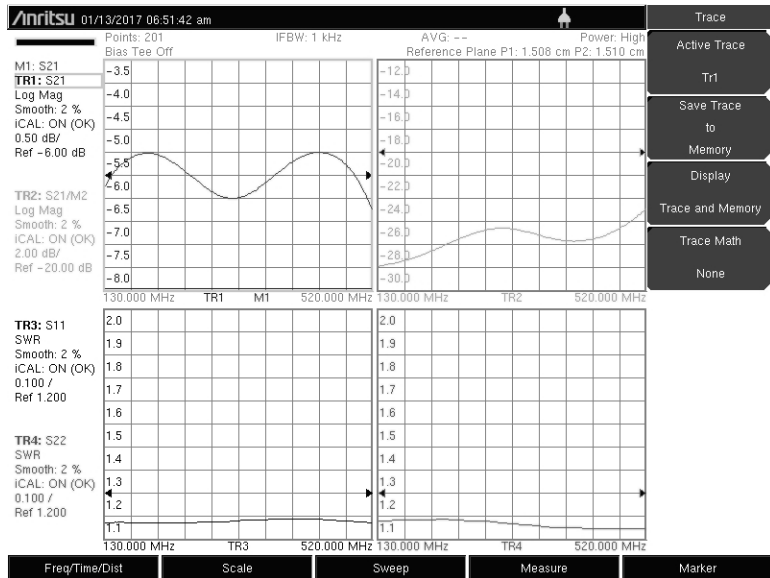 /Inritsu 01/13/2017 06:51:42 am
Trace
Points: 201 IFBW: 1 kHz AVG: -- Power: High
Bias Tee Off Reference Plane P1: 1.508 cm P2: 1.510 cm
M1: S21
TR1: S21
Log Mag
Smooth: 2 %
iCAL: ON (OK)
0.50 dB/
Ref -6.00 dB
TR2: S21/M2
Log Mag
Smooth: 2 %
iCAL: ON (OK)
2.00 dB/
Ref -20.00 dB
-3.5
-4.0
-4.5
-5.0
-5.5
-6.0
-6.5
-7.0
-7.5
-8.0
130.000 MHz TR1 M1 520.000 MHz
-12.0
-14.0
-16.0
-18.0
-20.0
-22.0
-24.0
-26.0
-28.0
-30.0
130.000 MHz TR2 520.000 MHz
TR3: S11
SWR
Smooth: 2 %
iCAL: ON (OK)
0.100 /
Ref 1.200
TR4: S22
SWR
Smooth: 2 %
iCAL: ON (OK)
0.100 /
Ref 1.200
2.0
1.9
1.8
1.7
1.6
1.5
1.4
1.3
1.2
1.1
130.000 MHz TR3 520.000 MHz
2.0
1.9
1.8
1.7
1.6
1.5
1.4
1.3
1.2
1.1
130.000 MHz TR4 520.000 MHz
Active Trace
Tr1
Save Trace
to
Memory
Display
Trace and Memory
Trace Math
None
Freq/Time/Dist Scale Sweep Measure Marker